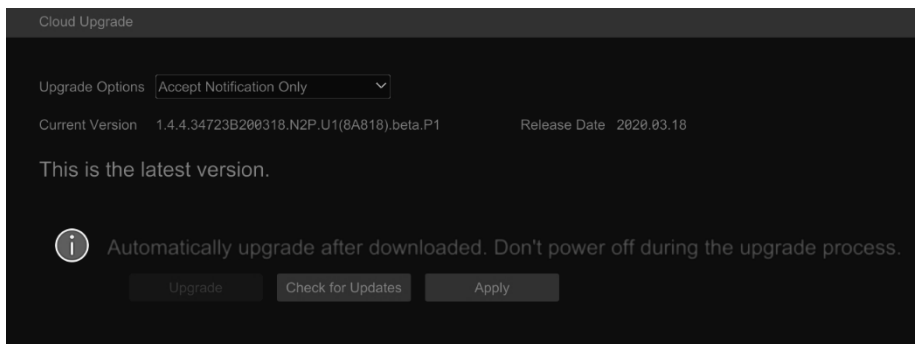 Cloud Upgrade
Upgrade Options Accept Notification Only
Current Version 1.4.4.34723B200318.N2P.U1(8A818).beta.P1 Release Date 2020.03.18
This is the latest version.
Automatically upgrade after downloaded. Don't power off during the upgrade process.
Upgrade Check for Updates Apply